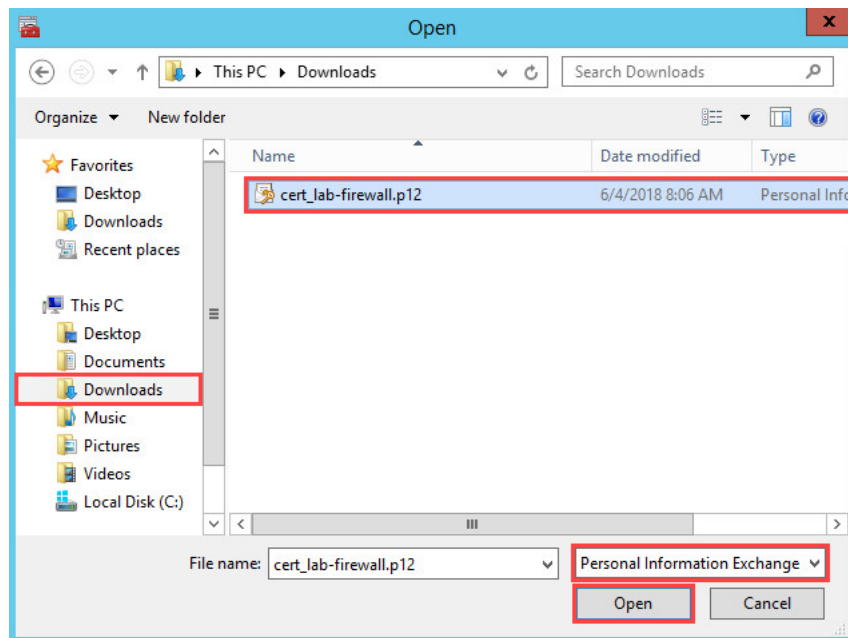 Open
x
This PC Downloads
Search Downloads
Organize New folder
Name Date modified Type
Favorites
cert_lab-firewall.p12 6/4/2018 8:06 AM Personal Info
Desktop
Downloads
Recent places
This PC
Desktop
Documents
Downloads
Music
Pictures
Videos
Local Disk (C:)
File name: cert_lab-firewall.p12 Personal Information Exchange
Open Cancel